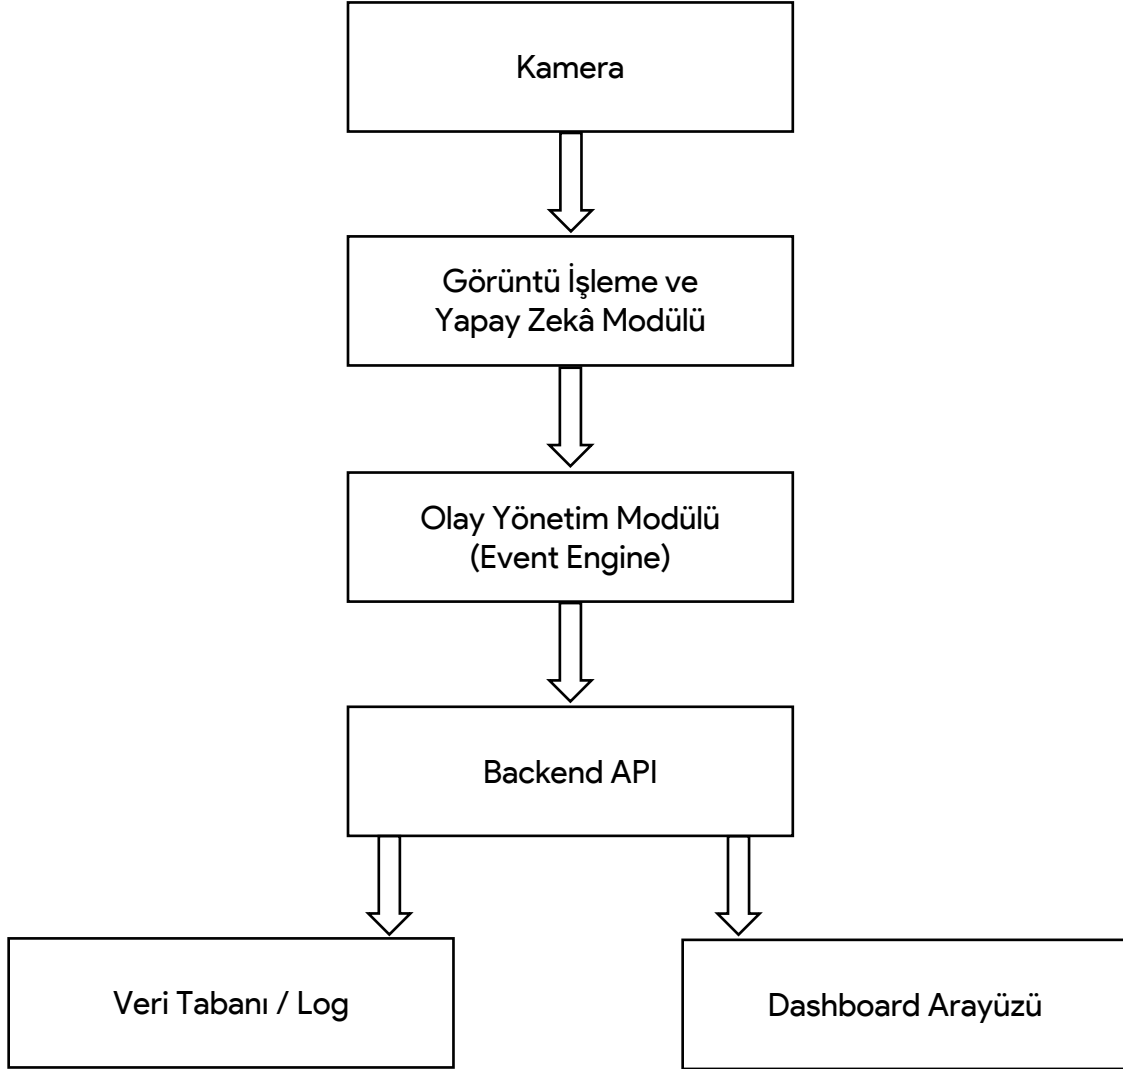 Kamera
Görüntü İşleme ve
Yapay Zekâ Modülü
Olay Yönetim Modülü
(Event Engine)
Backend API
Veri Tabanı / Log
Dashboard Arayüzü